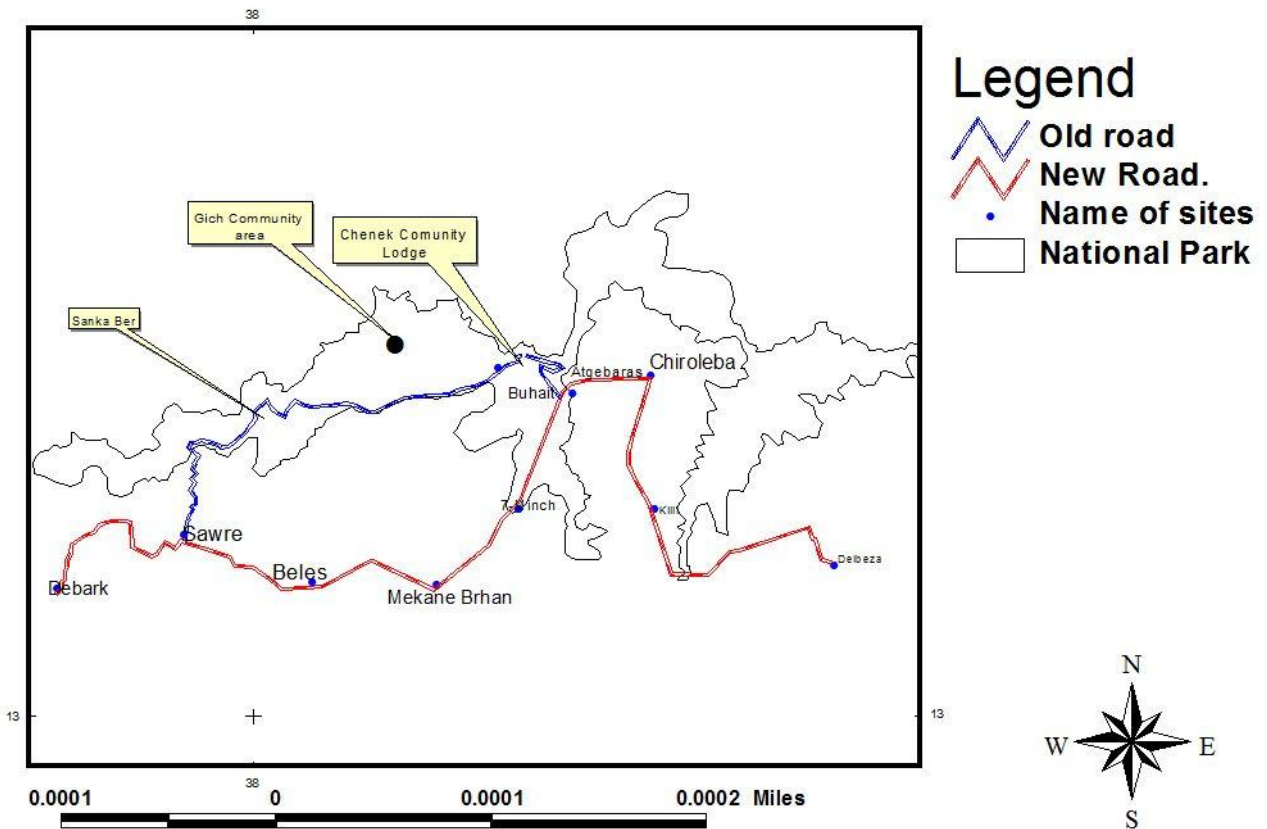 38
Legend
Old road
New Road.
Name of sites
National Park
Gich Community
area
Chenek Comunity
Lodge
Sanka Ber
Chiroleba
Atgebaras
Buhait
Kili
Sawre
Delbeza
Beles
Debark
Mekane Brhan
13
13
38
0.0001 0 0.0001 0.0002 Miles
N
W E
S